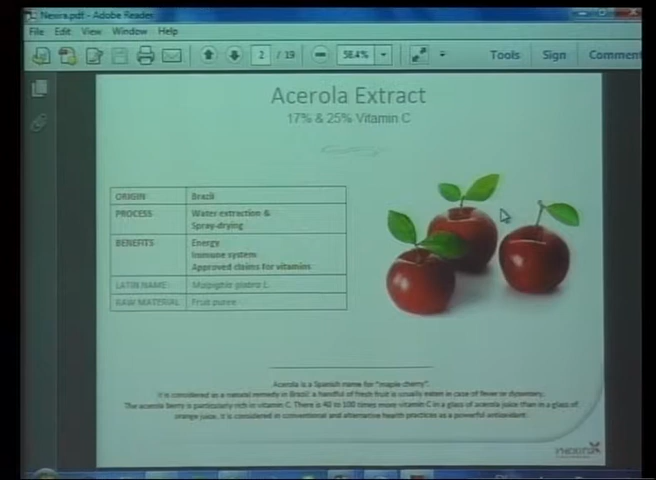 Nexira.pdf - Adobe Reader
File Edit View Window Help
2 / 19 58.4% Tools Sign Comment
Acerola Extract
17% & 25% Vitamin C
ORIGIN Brazil
PROCESS Water extraction &
Spray-drying
BENEFITS Energy
Immune system
Approved claims for vitamins
LATIN NAME Malpighia glabra L.
RAW MATERIAL Fruit puree
Acerola is a Spanish name for "maple cherry".
It is considered as a natural remedy in Brazil: a handful of fresh fruit is usually eaten in case of fever or dysentery.
The acerola berry is particularly rich in vitamin C. There is 40 to 100 times more vitamin C in a glass of acerola juice than in a glass of
orange juice. It is considered in conventional and alternative health practices as a powerful antioxidant.
nexira